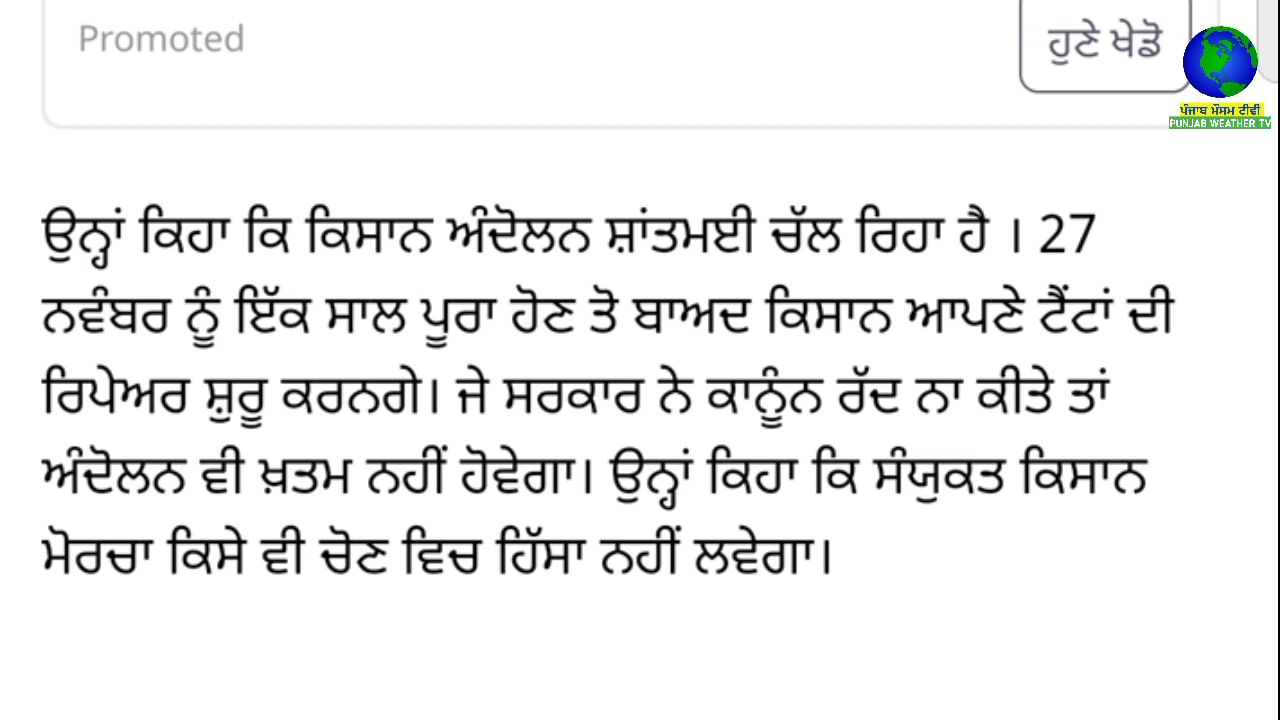 Promoted
ਹੁਣੇ ਖੇਡੋ
ਪੰਜਾਬ ਮੌਸਮ ਟੀਵੀ
PUNJAB WEATHER TV
ਉਨ੍ਹਾਂ ਕਿਹਾ ਕਿ ਕਿਸਾਨ ਅੰਦੋਲਨ ਸ਼ਾਂਤਮਈ ਚੱਲ ਰਿਹਾ ਹੈ । 27
ਨਵੰਬਰ ਨੂੰ ਇੱਕ ਸਾਲ ਪੂਰਾ ਹੋਣ ਤੋ ਬਾਅਦ ਕਿਸਾਨ ਆਪਣੇ ਟੈਂਟਾਂ ਦੀ
ਰਿਪੇਅਰ ਸ਼ੁਰੂ ਕਰਨਗੇ। ਜੇ ਸਰਕਾਰ ਨੇ ਕਾਨੂੰਨ ਰੱਦ ਨਾ ਕੀਤੇ ਤਾਂ
ਅੰਦੋਲਨ ਵੀ ਖ਼ਤਮ ਨਹੀਂ ਹੋਵੇਗਾ। ਉਨ੍ਹਾਂ ਕਿਹਾ ਕਿ ਸੰਯੁਕਤ ਕਿਸਾਨ
ਮੋਰਚਾ ਕਿਸੇ ਵੀ ਚੋਣ ਵਿਚ ਹਿੱਸਾ ਨਹੀਂ ਲਵੇਗਾ।